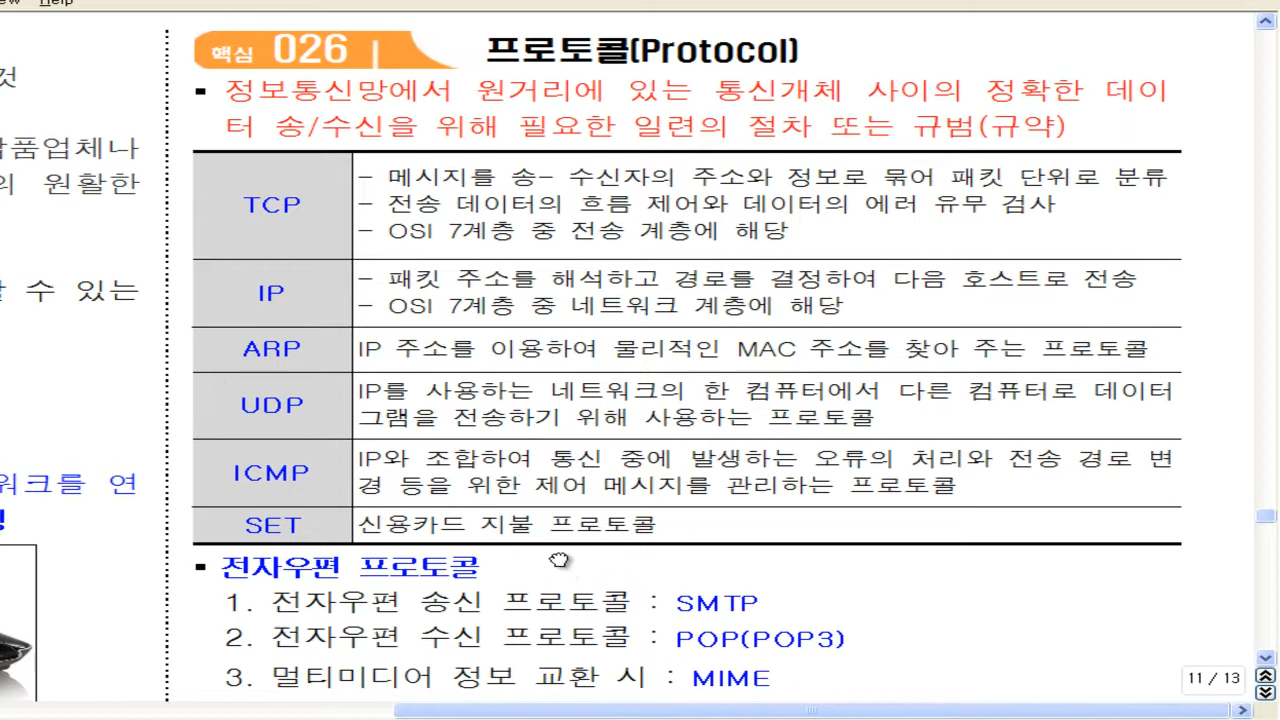 Help
핵심 026 프로토콜(Protocol)
▪ 정보통신망에서 원거리에 있는 통신개체 사이의 정확한 데이
터 송/수신을 위해 필요한 일련의 절차 또는 규범(규약)
TCP
- 메시지를 송- 수신자의 주소와 정보로 묶어 패킷 단위로 분류
- 전송 데이터의 흐름 제어와 데이터의 에러 유무 검사
- OSI 7계층 중 전송 계층에 해당
IP
- 패킷 주소를 해석하고 경로를 결정하여 다음 호스트로 전송
- OSI 7계층 중 네트워크 계층에 해당
ARP
IP 주소를 이용하여 물리적인 MAC 주소를 찾아 주는 프로토콜
UDP
IP를 사용하는 네트워크의 한 컴퓨터에서 다른 컴퓨터로 데이터
그램을 전송하기 위해 사용하는 프로토콜
ICMP
IP와 조합하여 통신 중에 발생하는 오류의 처리와 전송 경로 변
경 등을 위한 제어 메시지를 관리하는 프로토콜
SET
신용카드 지불 프로토콜
▪ 전자우편 프로토콜
1. 전자우편 송신 프로토콜 : SMTP
2. 전자우편 수신 프로토콜 : POP(POP3)
3. 멀티미디어 정보 교환 시 : MIME
것
품업체나
의 원활한
수 있는
워크를 연
11 / 13